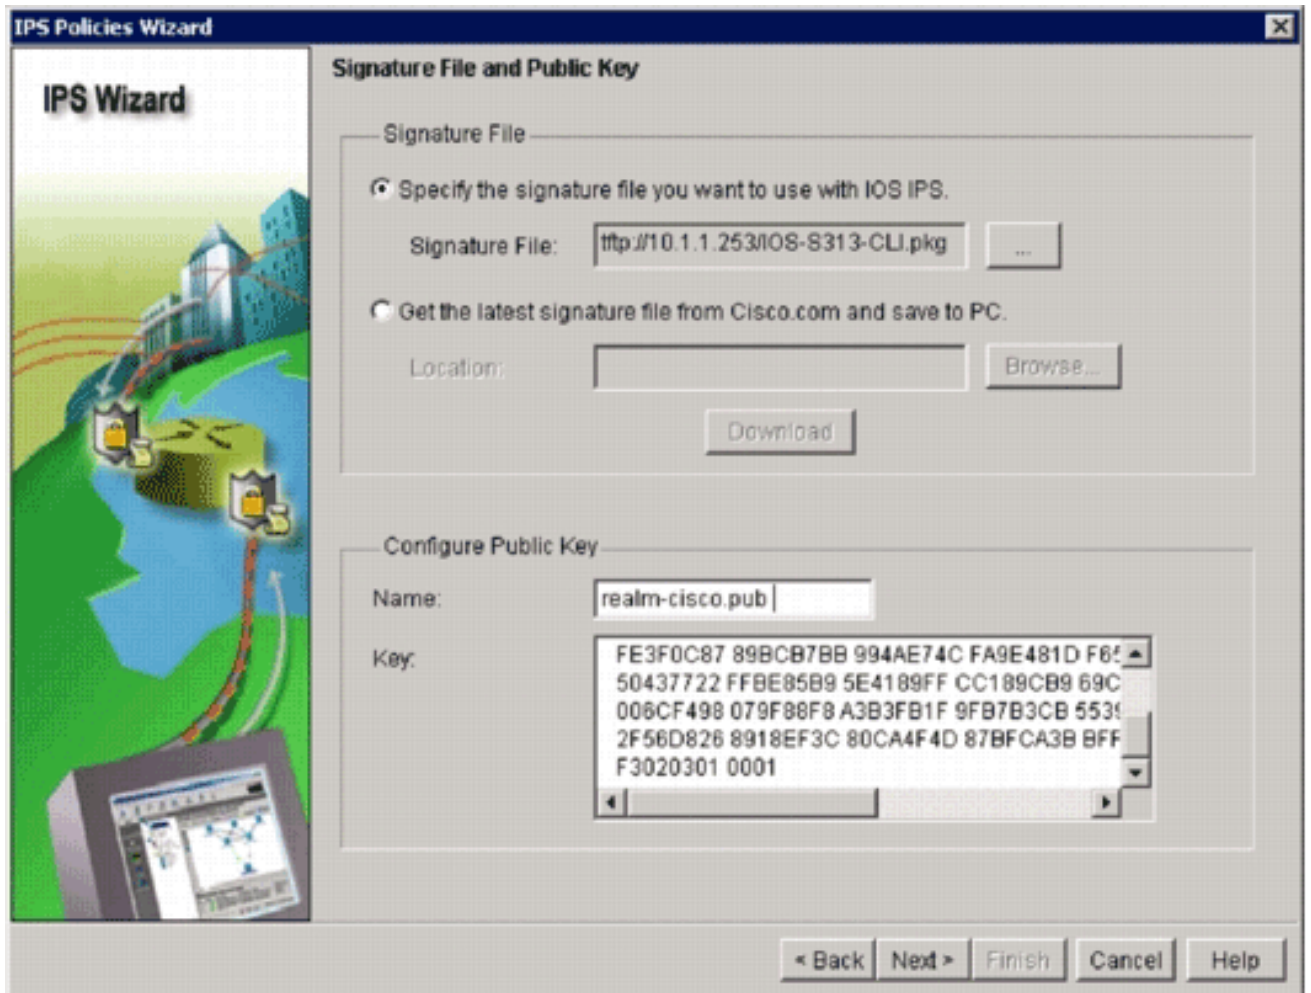 IPS Policies Wizard
IPS Wizard
Signature File and Public Key
Signature File
Specify the signature file you want to use with IOS IPS.
Signature File: tftp://10.1.1.253/IOS-S313-CLI.pkg ...
Get the latest signature file from Cisco.com and save to PC.
Location: Browse...
Download
Configure Public Key
Name: realm-cisco.pub
Key: FE3F0C87 89BCB7BB 994AE74C FA9E481D F65
50437722 FFBE85B9 5E4189FF CC189CB9 69C
006CF498 079F88F8 A3B3FB1F 9FB7B3CB 5539
2F56D826 8918EF3C 80CA4F4D 87BFCA3B BFF
F3020301 0001
< Back Next > Finish Cancel Help